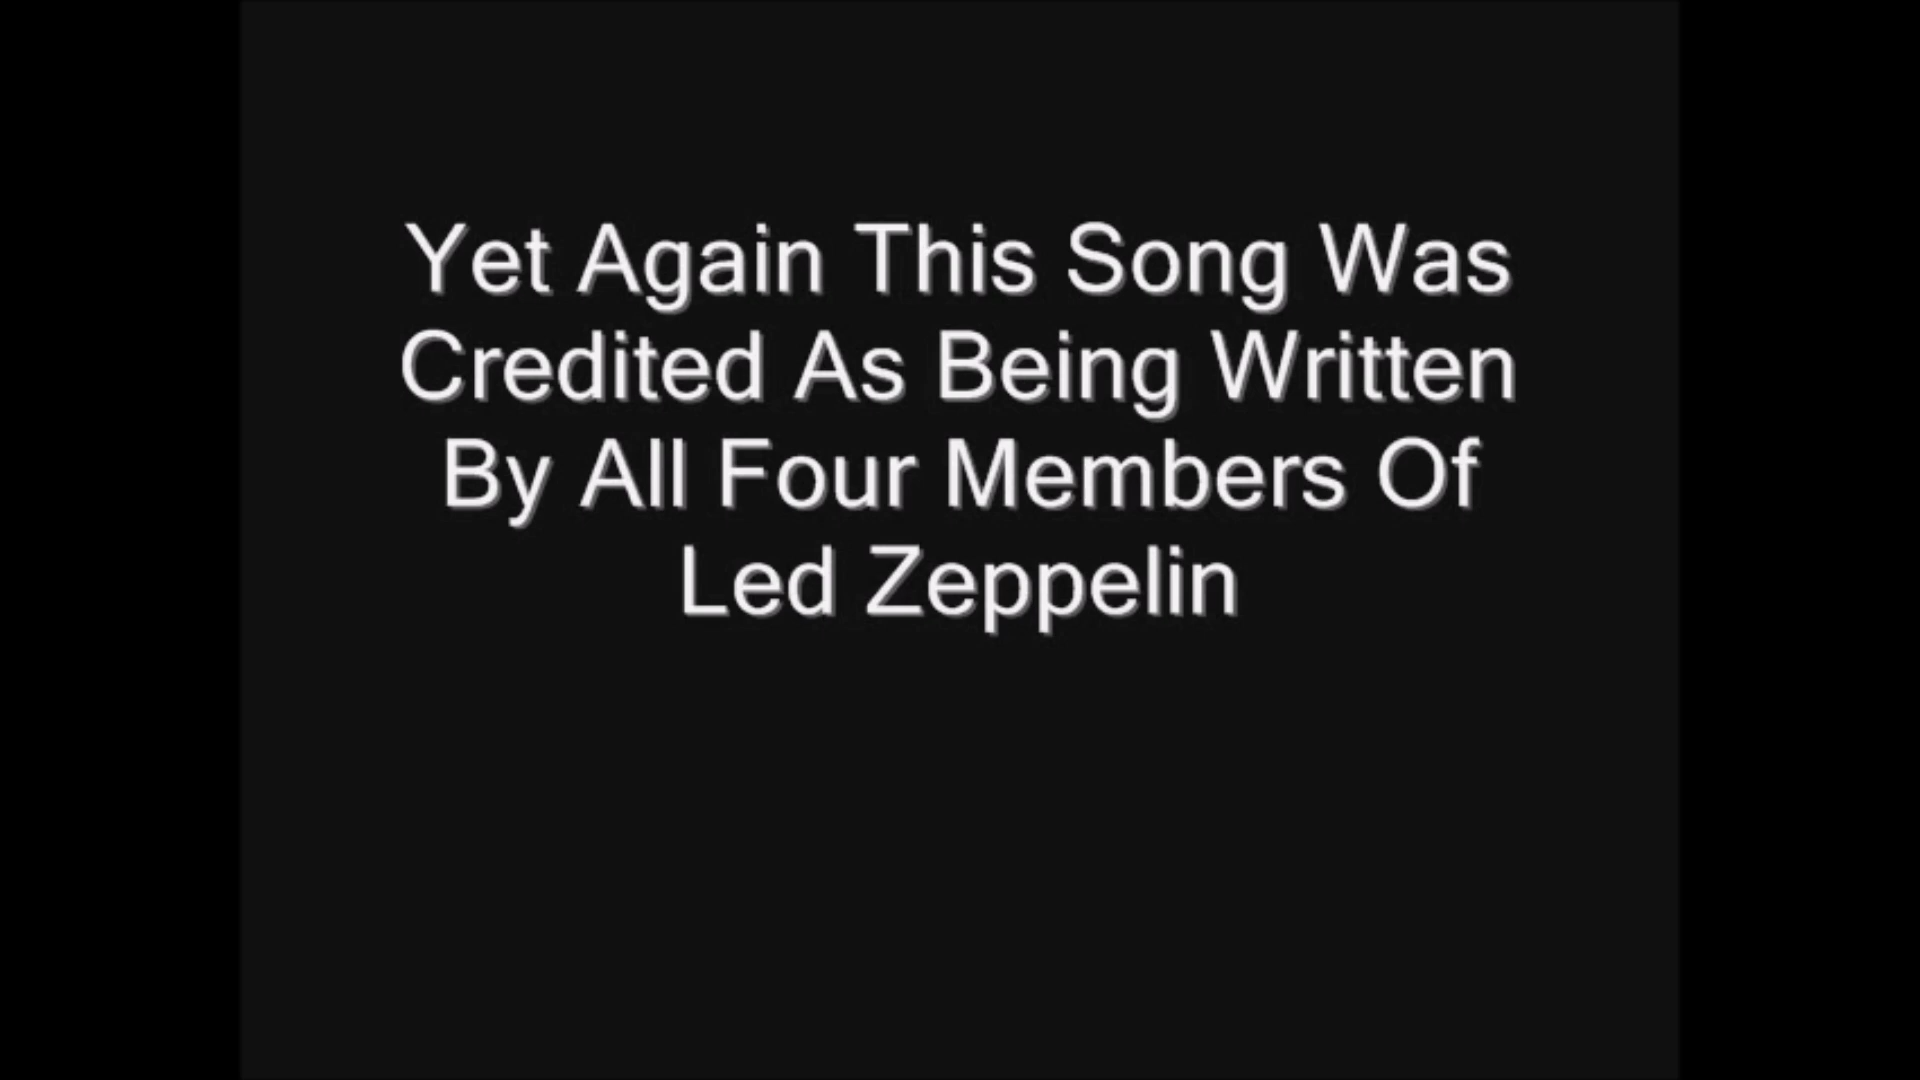 Yet Again This Song Was
Credited As Being Written
By All Four Members Of
Led Zeppelin